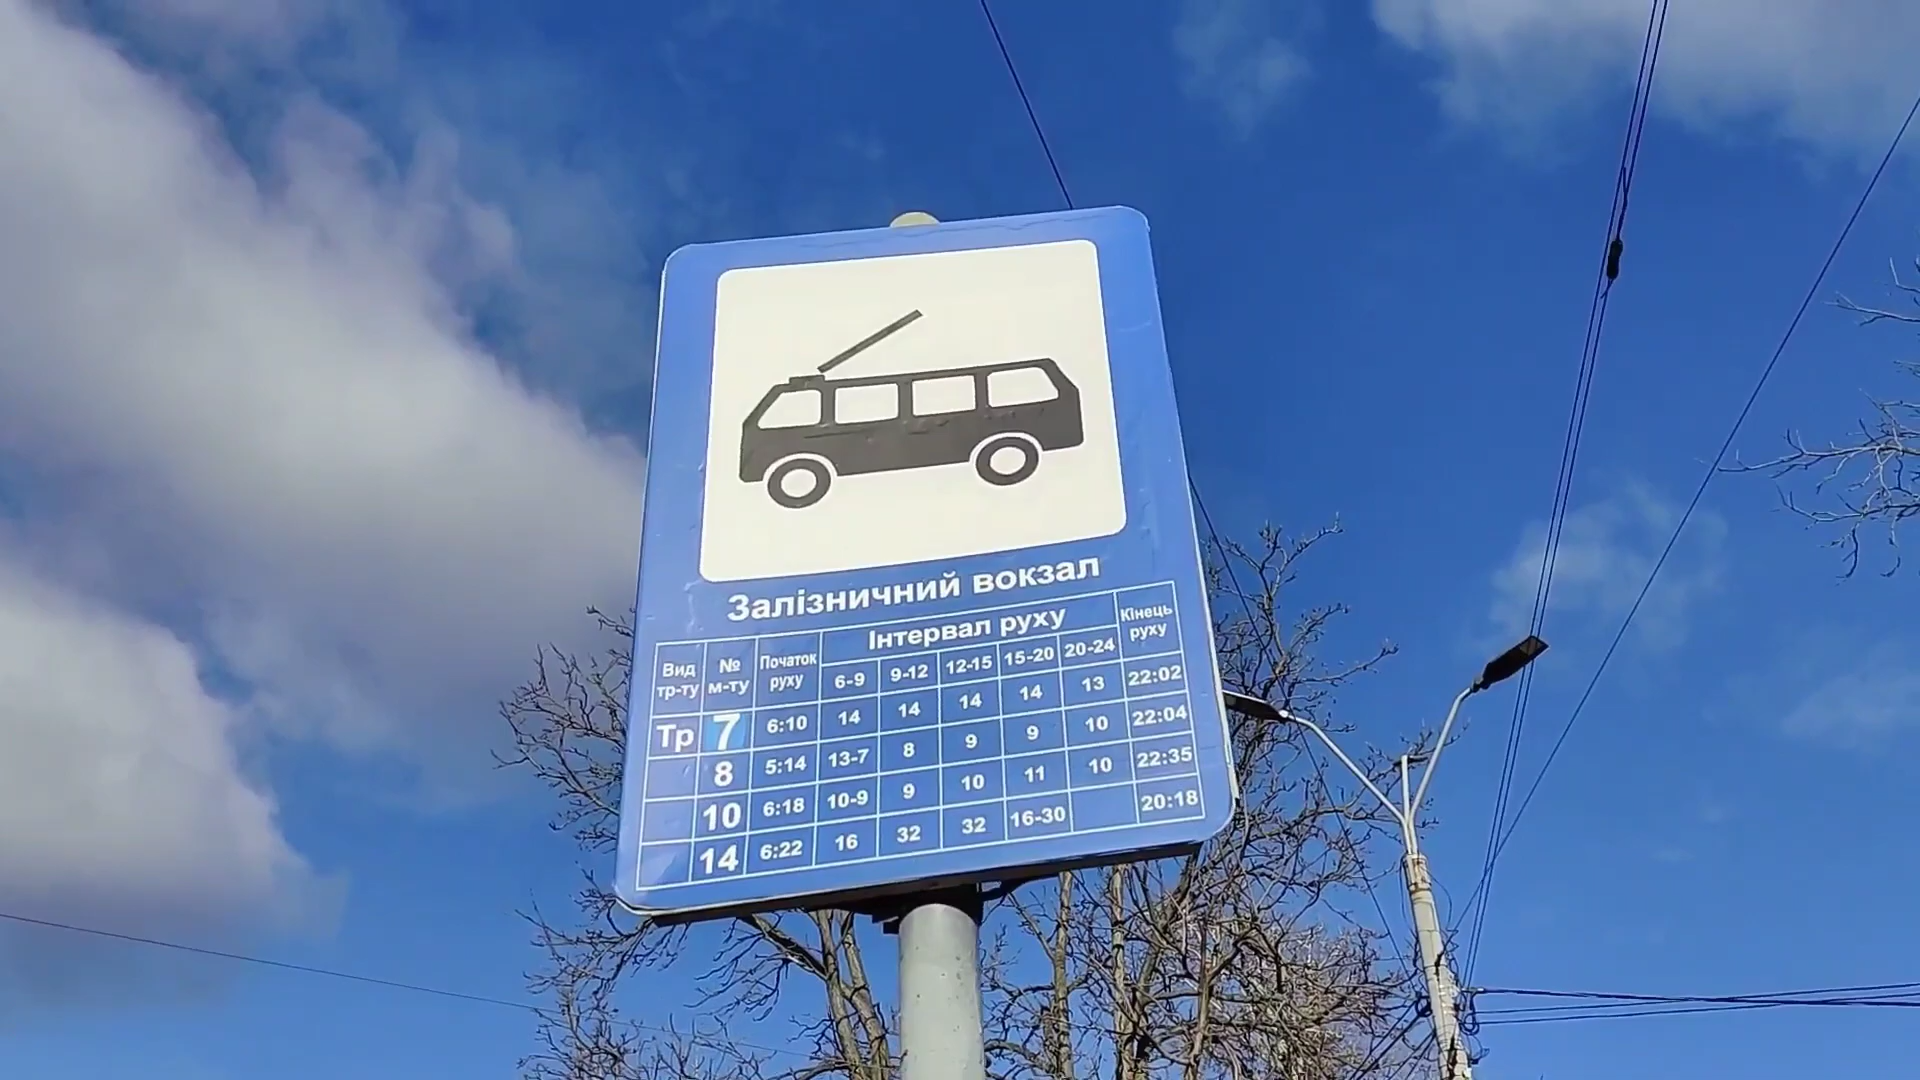 Залізничний вокзал
Вид тр-ту № м-ту Початок руху Інтервал руху Кінець руху
6-9 9-12 12-15 15-20 20-24
Тр 7 6:10 14 14 14 14 13 22:02
8 5:14 13-7 8 9 9 10 22:04
10 6:18 10-9 9 10 11 10 22:35
14 6:22 16 32 32 16-30 20:18